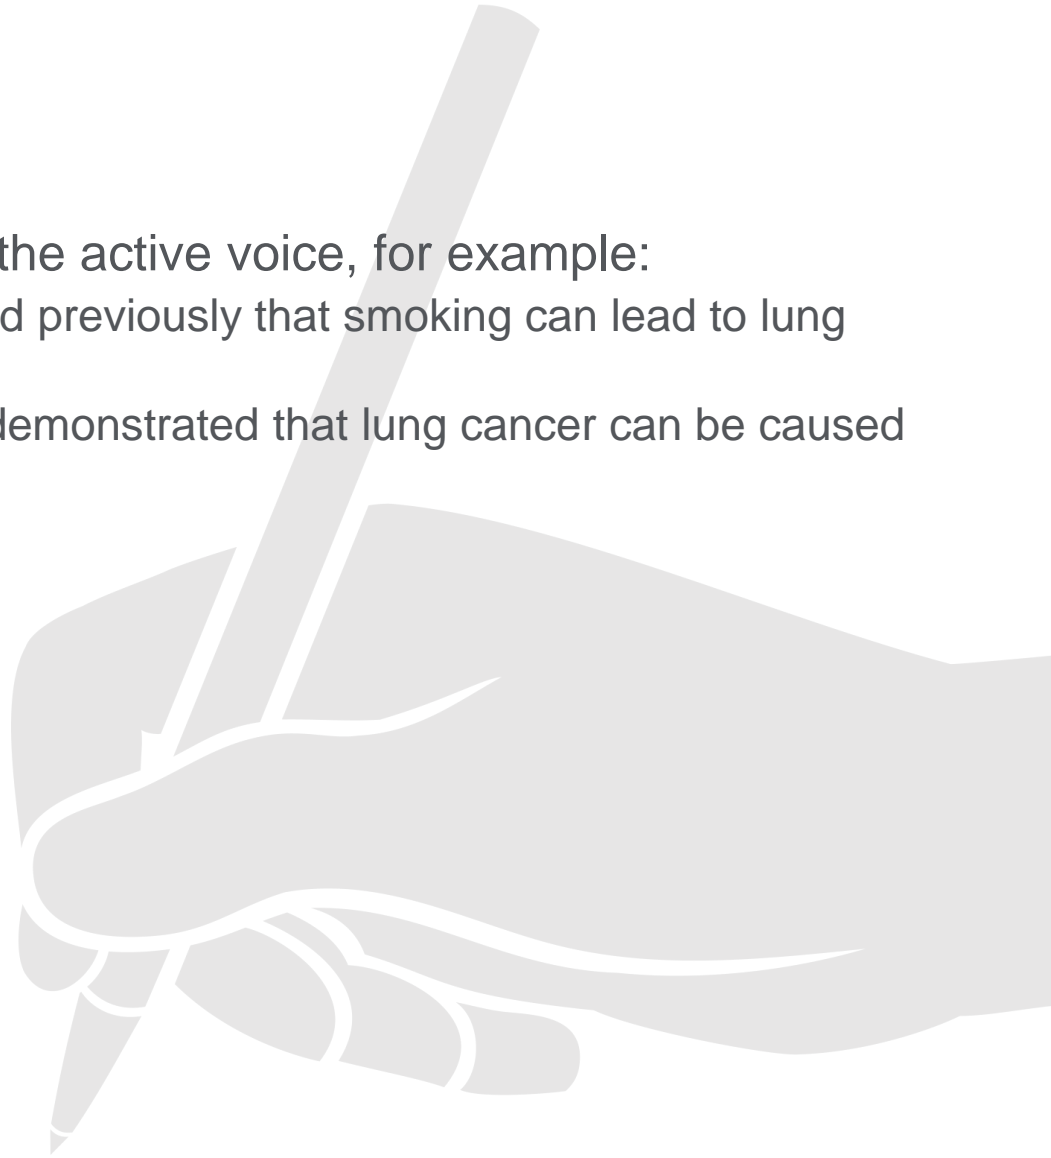 the active voice, for example:
d previously that smoking can lead to lung
demonstrated that lung cancer can be caused